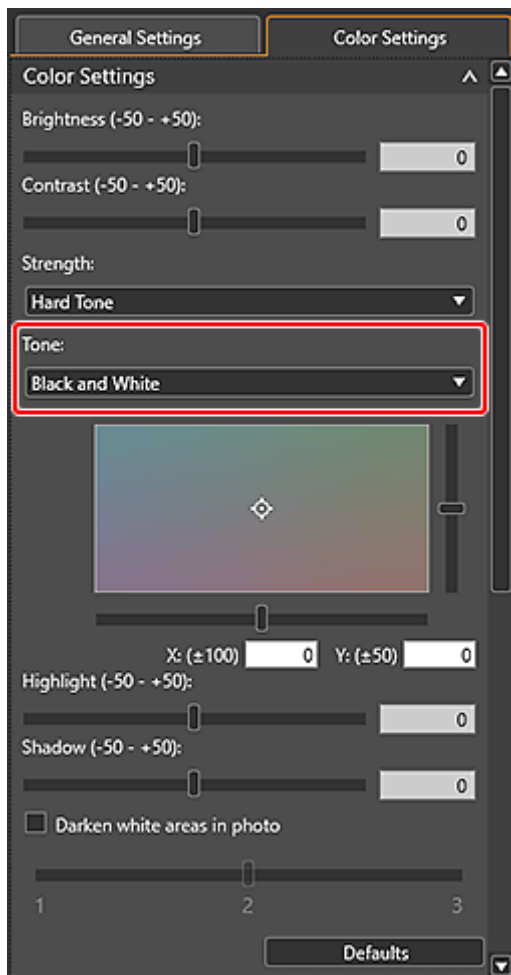 General Settings Color Settings
Color Settings
Brightness (-50 - +50):
0
Contrast (-50 - +50):
0
Strength:
Hard Tone
Tone:
Black and White
X: (±100) 0 Y: (±50) 0
Highlight (-50 - +50):
0
Shadow (-50 - +50):
0
Darken white areas in photo
1 2 3
Defaults